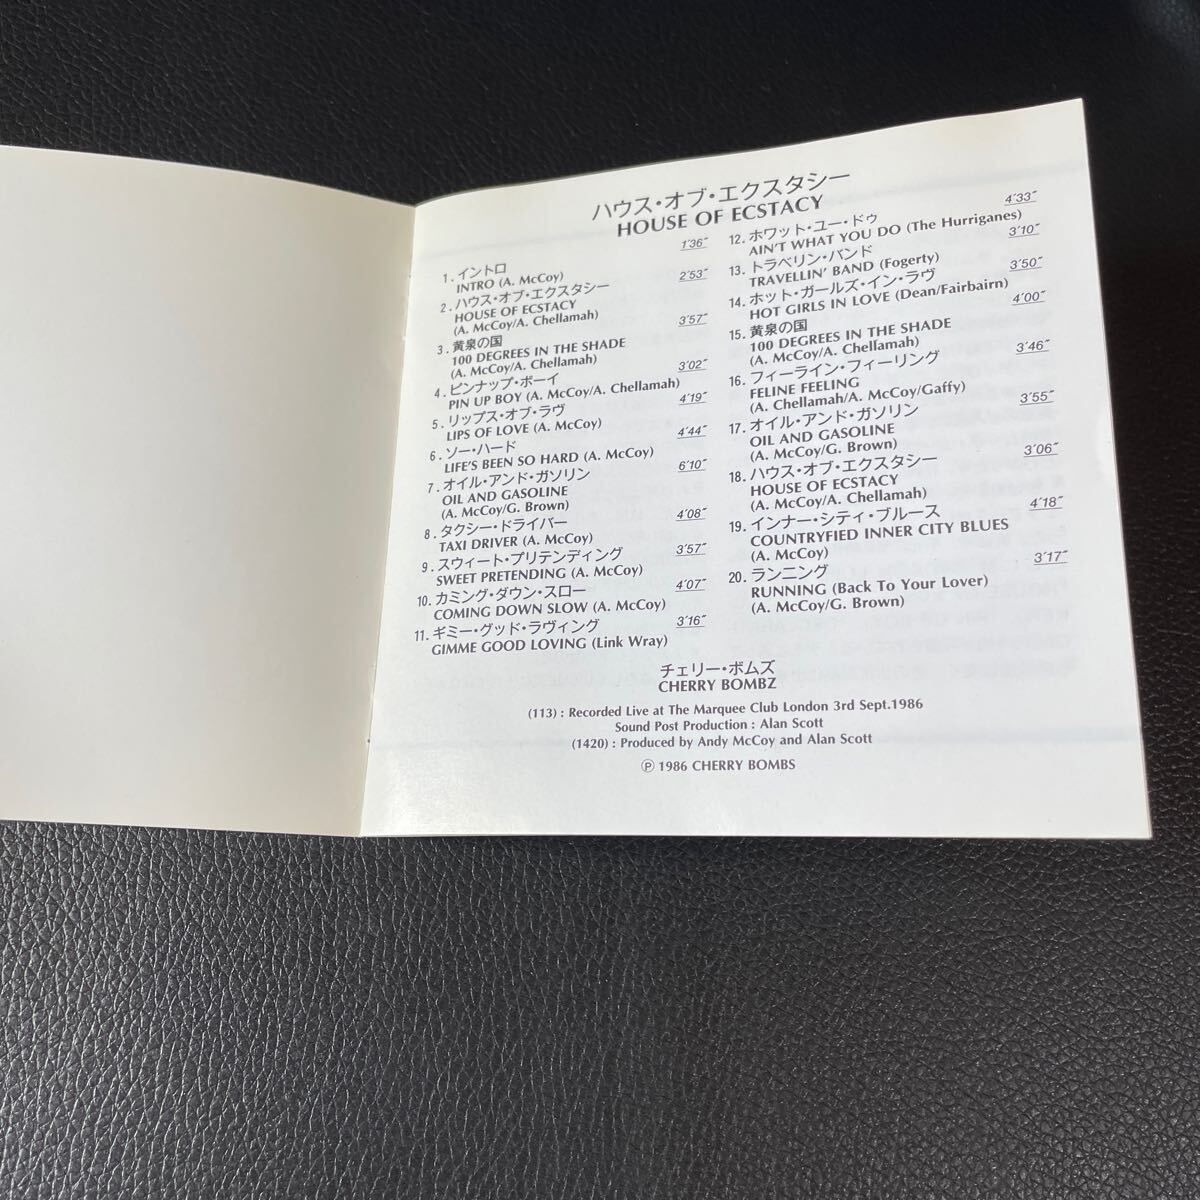 ハウス・オブ・エクスタシー
HOUSE OF ECSTACY
1. イントロ 1'36"
INTRO (A. McCoy)
2. ハウス・オブ・エクスタシー 2'53"
HOUSE OF ECSTACY
(A. McCoy/A. Chellamah)
3. 黄泉の国 3'57"
100 DEGREES IN THE SHADE
(A. McCoy/A. Chellamah)
4. ピンナップ・ボーイ 3'02"
PIN UP BOY (A. McCoy/A. Chellamah)
5. リップス・オブ・ラヴ 4'19"
LIPS OF LOVE (A. McCoy)
6. ソー・ハード 4'44"
LIFE'S BEEN SO HARD (A. McCoy)
7. オイル・アンド・ガソリン 6'10"
OIL AND GASOLINE
(A. McCoy/G. Brown)
8. タクシー・ドライバー 4'08"
TAXI DRIVER (A. McCoy)
9. スウィート・プリテンディング 3'57"
SWEET PRETENDING (A. McCoy)
10. カミング・ダウン・スロー 4'07"
COMING DOWN SLOW (A. McCoy)
11. ギミー・グッド・ラヴィング 3'16"
GIMME GOOD LOVING (Link Wray)
12. ホワット・ユー・ドゥ 4'33"
AIN'T WHAT YOU DO (The Hurriganes)
13. トラベリン・バンド 3'10"
TRAVELLIN' BAND (Fogerty)
14. ホット・ガールズ・イン・ラヴ 3'50"
HOT GIRLS IN LOVE (Dean/Fairbairn)
15. 黄泉の国 4'00"
100 DEGREES IN THE SHADE
(A. McCoy/A. Chellamah)
16. フィーライン・フィーリング 3'46"
FELINE FEELING
(A. Chellamah/A. McCoy/Gaffy)
17. オイル・アンド・ガソリン 3'55"
OIL AND GASOLINE
(A. McCoy/G. Brown)
18. ハウス・オブ・エクスタシー 3'06"
HOUSE OF ECSTACY
(A. McCoy/A. Chellamah)
19. インナー・シティ・ブルース 4'18"
COUNTRYFIED INNER CITY BLUES
(A. McCoy)
20. ランニング 3'17"
RUNNING (Back To Your Lover)
(A. McCoy/G. Brown)
チェリー・ボムズ
CHERRY BOMBZ
(113) : Recorded Live at The Marquee Club London 3rd Sept.1986
Sound Post Production : Alan Scott
(1420) : Produced by Andy McCoy and Alan Scott
Ⓟ 1986 CHERRY BOMBS